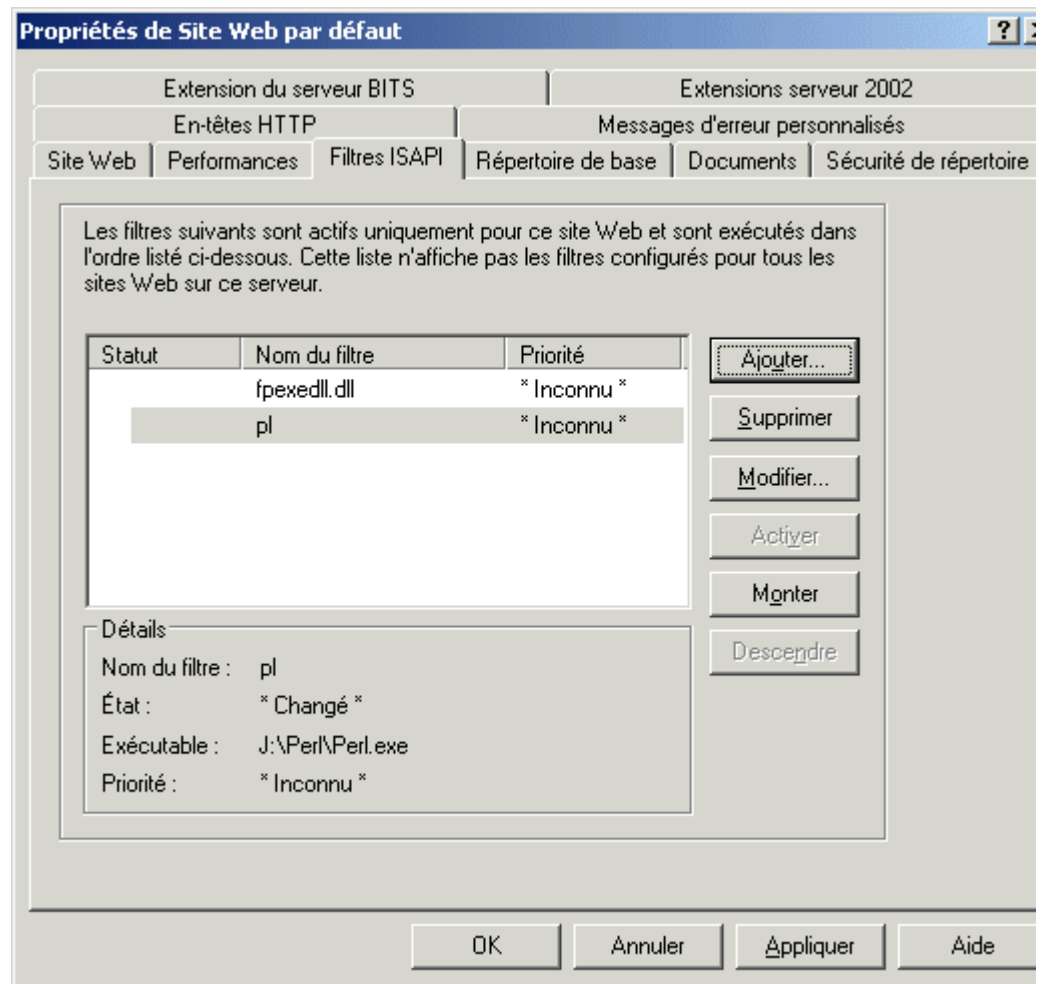 Propriétés de Site Web par défaut
Extension du serveur BITS Extensions serveur 2002
En-têtes HTTP Messages d'erreur personnalisés
Site Web Performances Filtres ISAPI Répertoire de base Documents Sécurité de répertoire
Les filtres suivants sont actifs uniquement pour ce site Web et sont exécutés dans
l'ordre listé ci-dessous. Cette liste n'affiche pas les filtres configurés pour tous les
sites Web sur ce serveur.
Statut Nom du filtre Priorité
fpexedll.dll * Inconnu *
pl * Inconnu *
Ajouter...
Supprimer
Modifier...
Activer
Monter
Descendre
Détails
Nom du filtre : pl
État : * Changé *
Exécutable : J:\Perl\Perl.exe
Priorité : * Inconnu *
OK Annuler Appliquer Aide